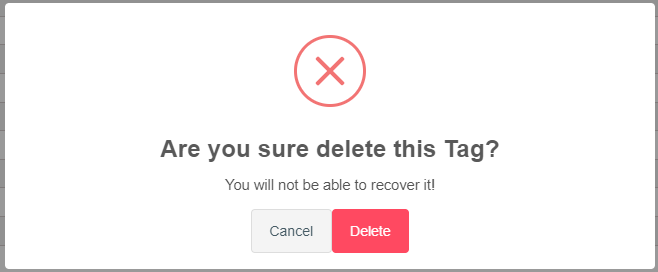 Are you sure delete this Tag?
You will not be able to recover it!
Cancel Delete